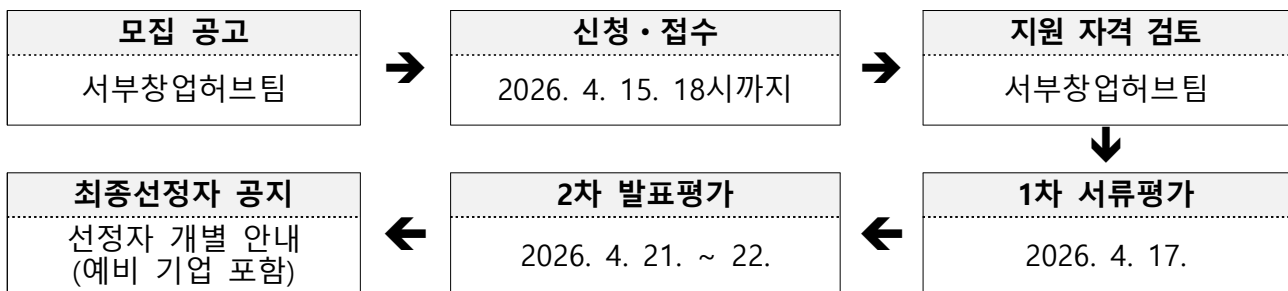 모집 공고
서부창업허브팀
신청・접수
2026. 4. 15. 18시까지
지원 자격 검토
서부창업허브팀
1차 서류평가
2026. 4. 17.
2차 발표평가
2026. 4. 21. ~ 22.
최종선정자 공지
선정자 개별 안내
(예비 기업 포함)